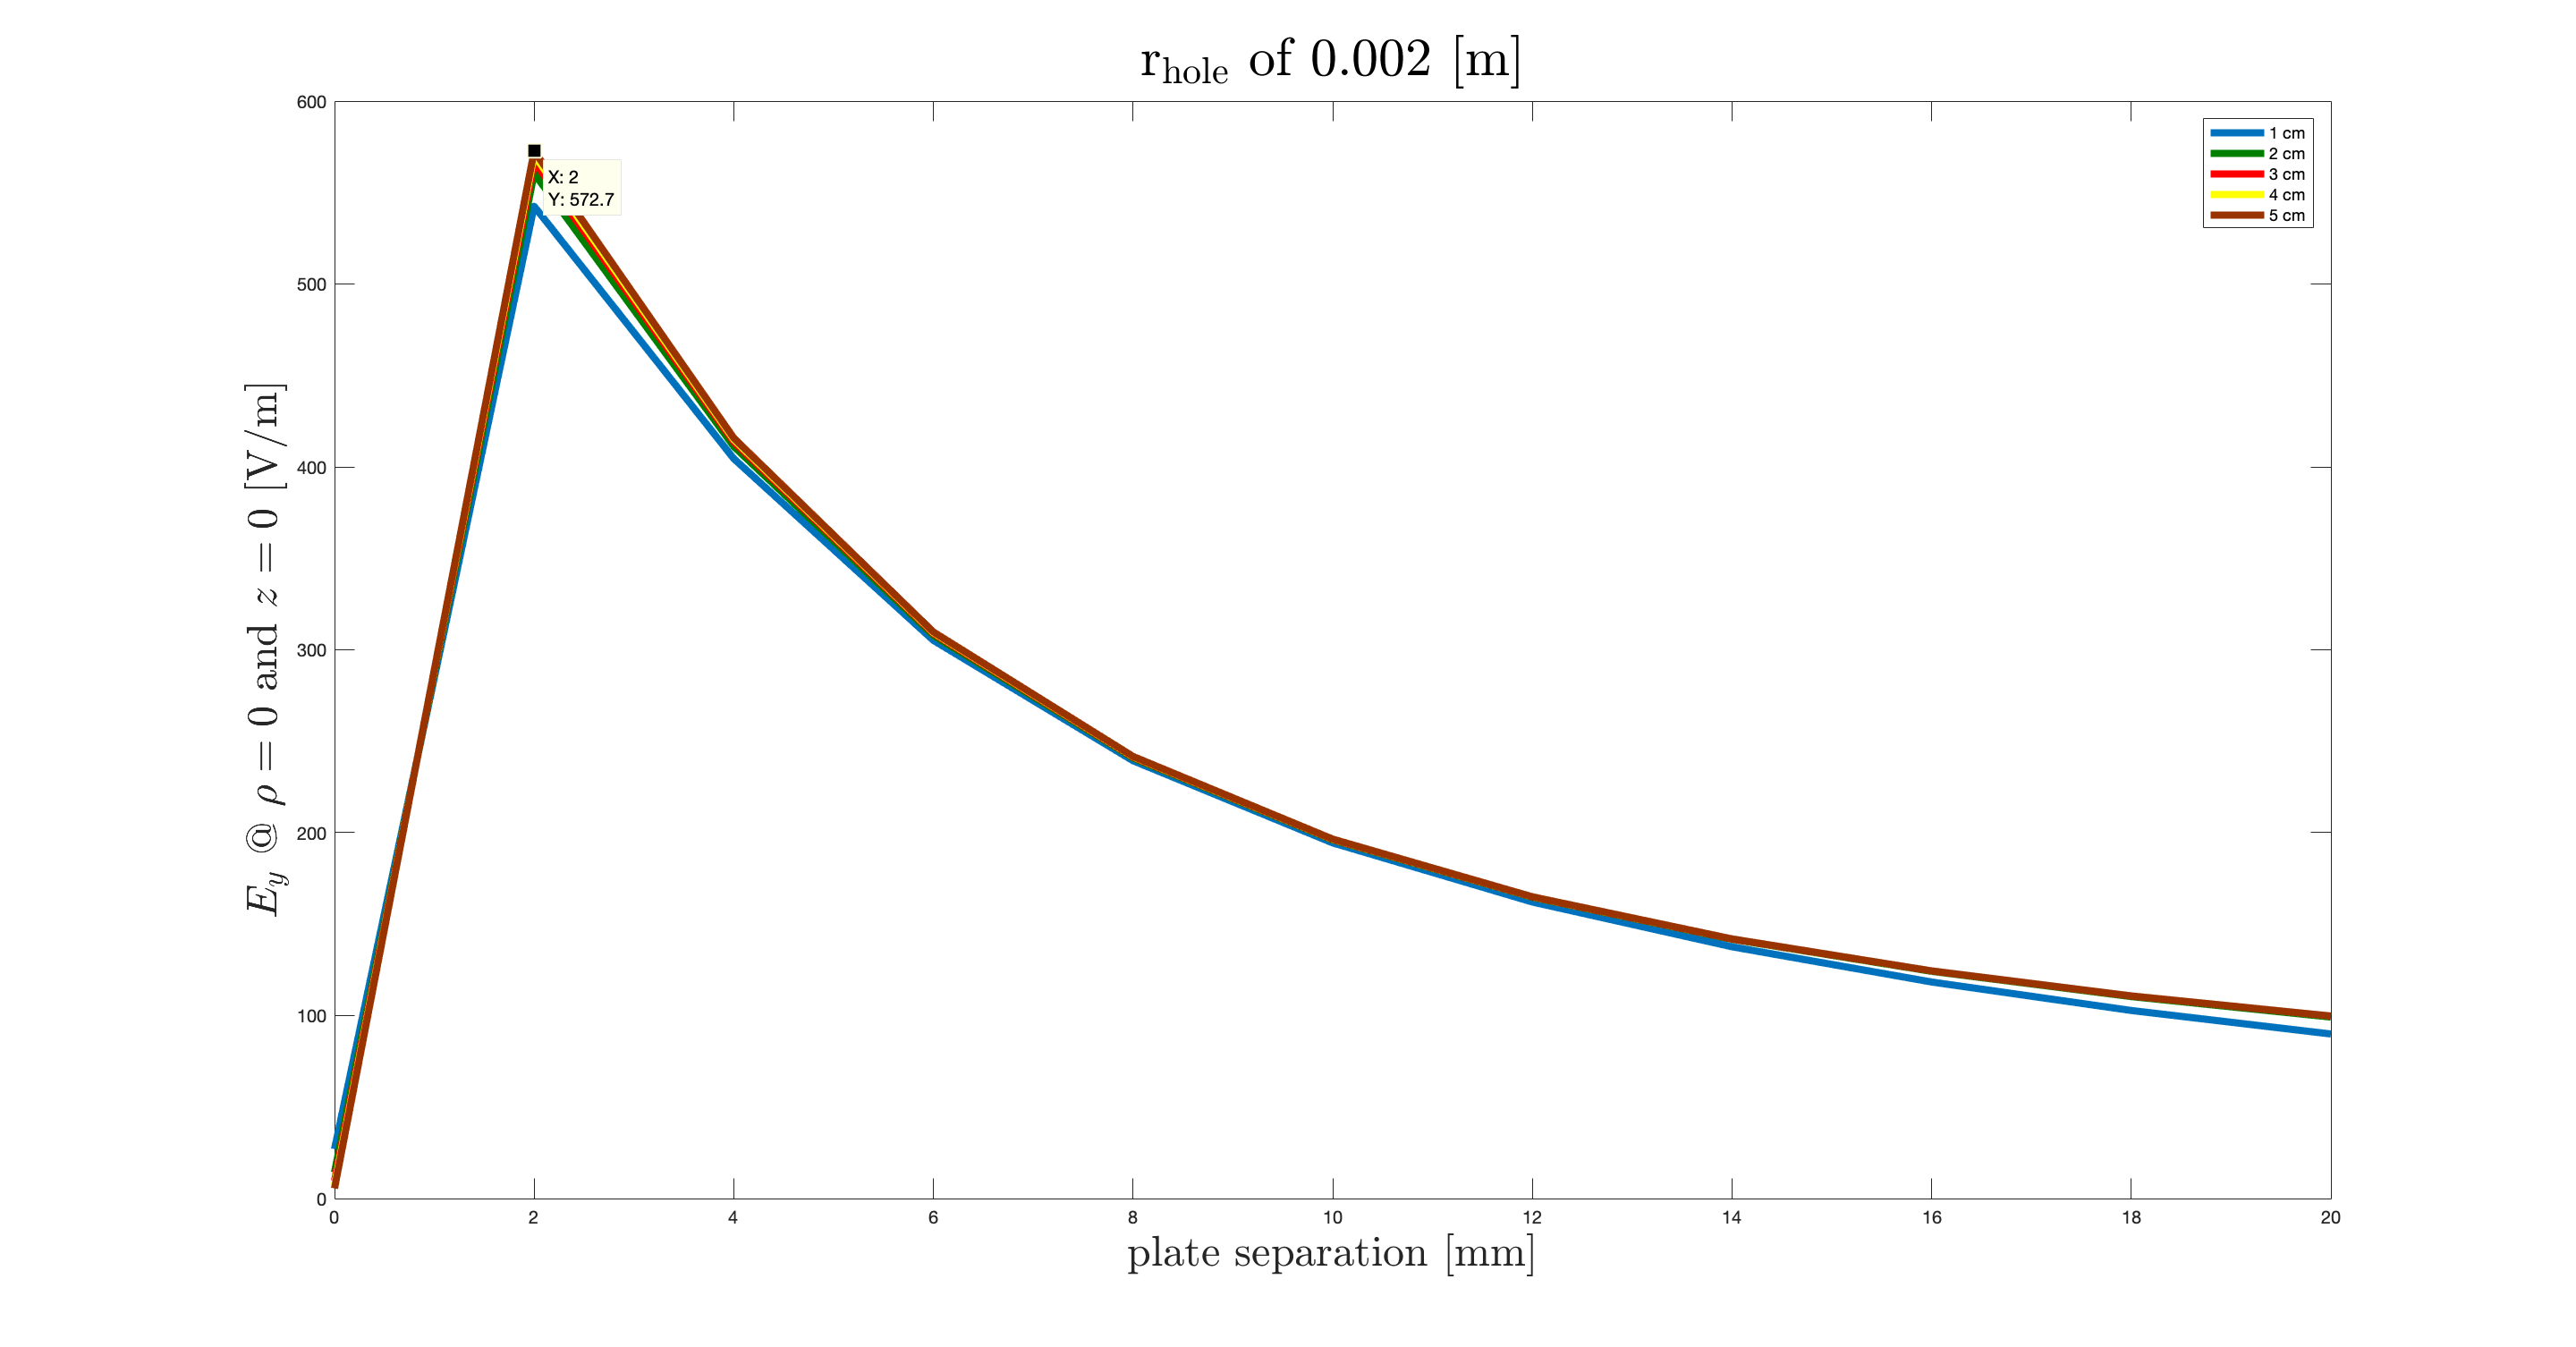 r_hole of 0.002 [m]
600
500
400
300
200
100
0
E_y @ ρ = 0 and z = 0 [V/m]
X: 2
Y: 572.7
1 cm
2 cm
3 cm
4 cm
5 cm
0 2 4 6 8 10 12 14 16 18 20
plate separation [mm]